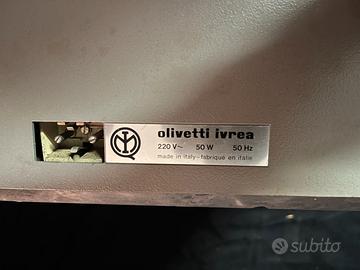 olivetti ivrea
220 V~ 50 W 50 Hz
made in italy-fabriqué en italie
subito